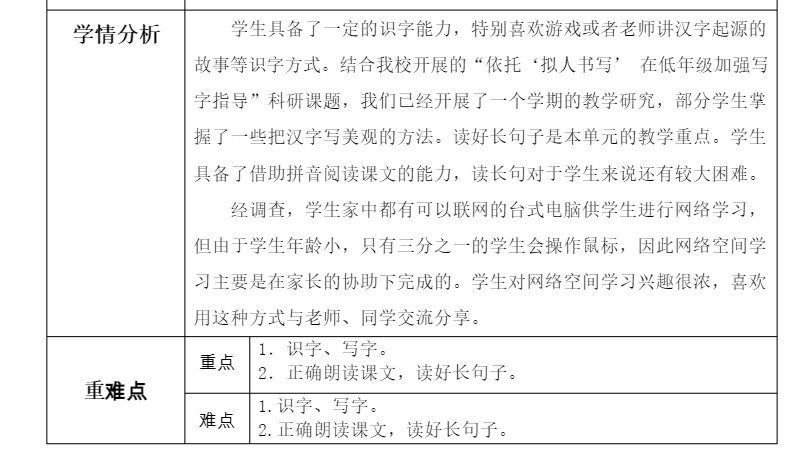 学情分析
学生具备了一定的识字能力，特别喜欢游戏或者老师讲汉字起源的
故事等识字方式。结合我校开展的“依托‘拟人书写’ 在低年级加强写
字指导”科研课题，我们已经开展了一个学期的教学研究，部分学生掌
握了一些把汉字写美观的方法。读好长句子是本单元的教学重点。学生
具备了借助拼音阅读课文的能力，读长句对于学生来说还有较大困难。
经调查，学生家中都有可以联网的台式电脑供学生进行网络学习，
但由于学生年龄小，只有三分之一的学生会操作鼠标，因此网络空间学
习主要是在家长的协助下完成的。学生对网络空间学习兴趣很浓，喜欢
用这种方式与老师、同学交流分享。
重难点
重点
1．识字、写字。
2．正确朗读课文，读好长句子。
难点
1.识字、写字。
2.正确朗读课文，读好长句子。